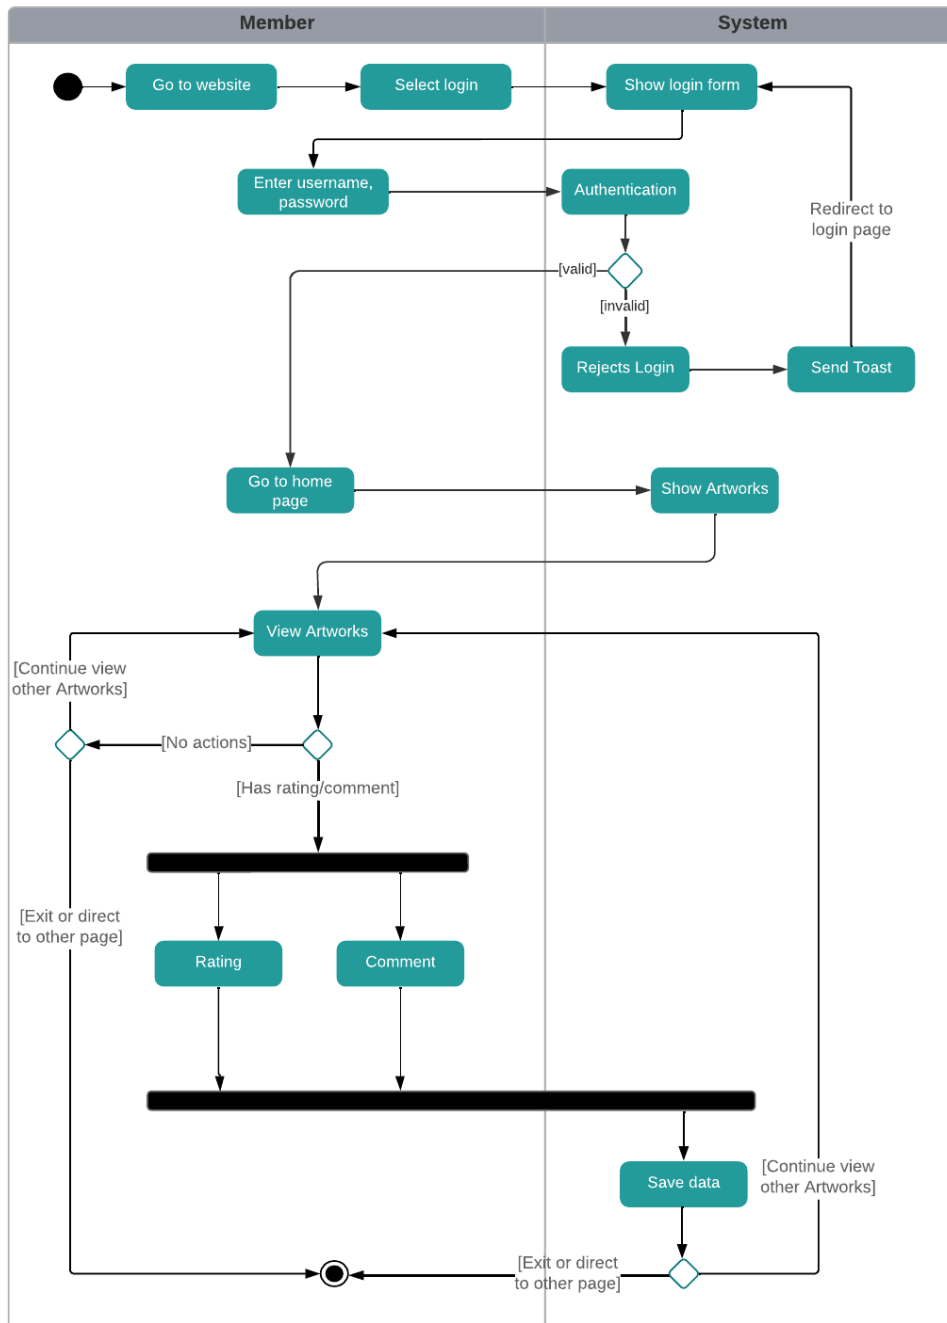 Member
System
Go to website
Select login
Show login form
Enter username,
password
Authentication
Redirect to
login page
[valid]
[invalid]
Rejects Login
Send Toast
Go to home
page
Show Artworks
View Artworks
[Continue view
other Artworks]
[No actions]
[Has rating/comment]
[Exit or direct
to other page]
Rating
Comment
Save data
[Continue view
other Artworks]
[Exit or direct
to other page]